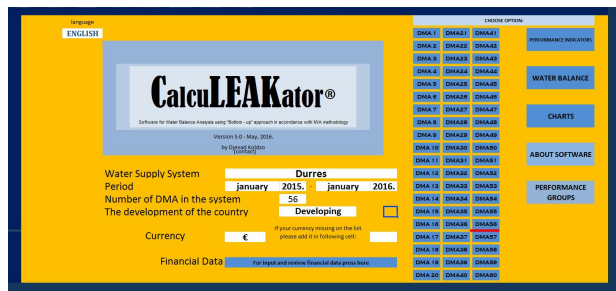 language
ENGLISH
CalcuLEAKator®
Software for Water Balance Analysis using "Bottom - up" approach in accordance with IWA methodology
Version 5.0 - May, 2016.
by Djevad Koldzo
(contact)
Water Supply System Durres
Period january 2015. - january 2016.
Number of DMA in the system 56
The development of the country Developing
Currency €
If your currency missing on the list
please add it in following cell:
Financial Data For input and review financial data press here
CHOOSE OPTION:
DMA 1 DMA21 DMA41
DMA 2 DMA22 DMA42
DMA 3 DMA23 DMA43
DMA 4 DMA24 DMA44
DMA 5 DMA25 DMA45
DMA 6 DMA26 DMA46
DMA 7 DMA27 DMA47
DMA 8 DMA28 DMA48
DMA 9 DMA29 DMA49
DMA 10 DMA30 DMA50
DMA 11 DMA31 DMA51
DMA 12 DMA32 DMA52
DMA 13 DMA33 DMA53
DMA 14 DMA34 DMA54
DMA 15 DMA35 DMA55
DMA 16 DMA36 DMA56
DMA 17 DMA37 DMA57
DMA 18 DMA38 DMA58
DMA 19 DMA39 DMA59
DMA 20 DMA40 DMA60
PERFORMANCE INDICATORS
WATER BALANCE
CHARTS
ABOUT SOFTWARE
PERFORMANCE
GROUPS